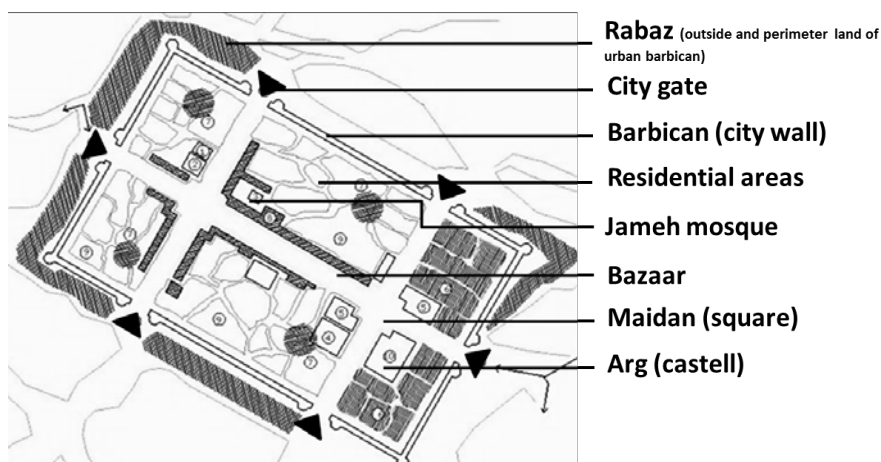 Rabaz (outside and perimeter land of
urban barbican)
City gate
Barbican (city wall)
Residential areas
Jameh mosque
Bazaar
Maidan (square)
Arg (castell)